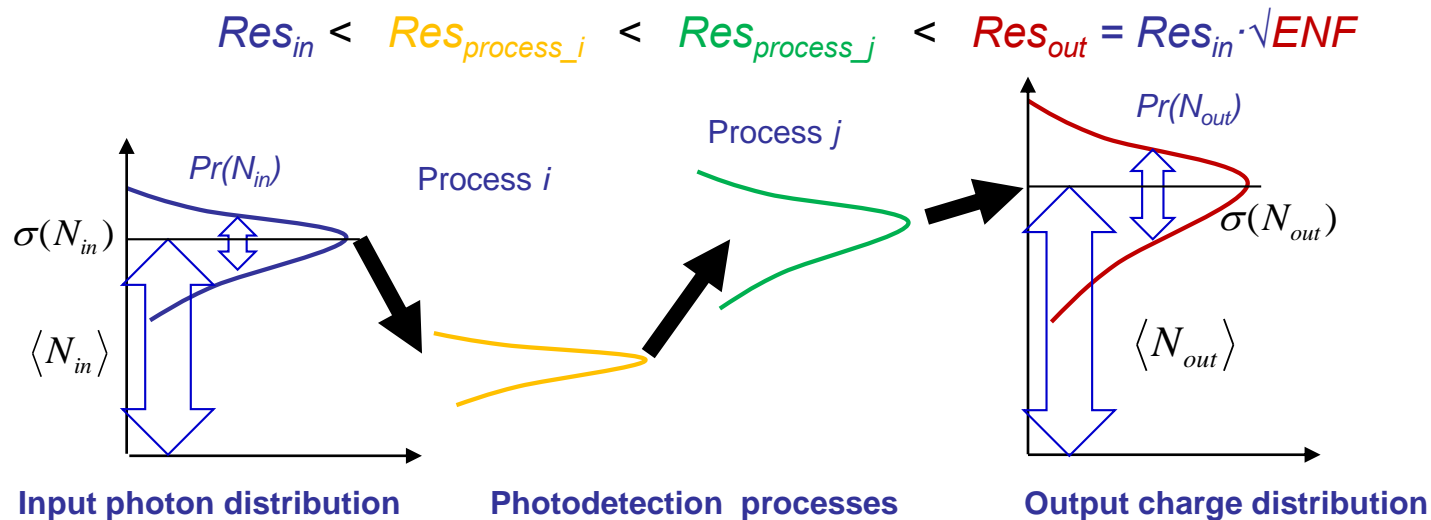 Res_in < Res_process_i < Res_process_j < Res_out = Res_in·√ENF
Pr(N_out)
Process j
Pr(N_in)
Process i
σ(N_in)
σ(N_out)
⟨N_in⟩
⟨N_out⟩
Input photon distribution
Photodetection processes
Output charge distribution